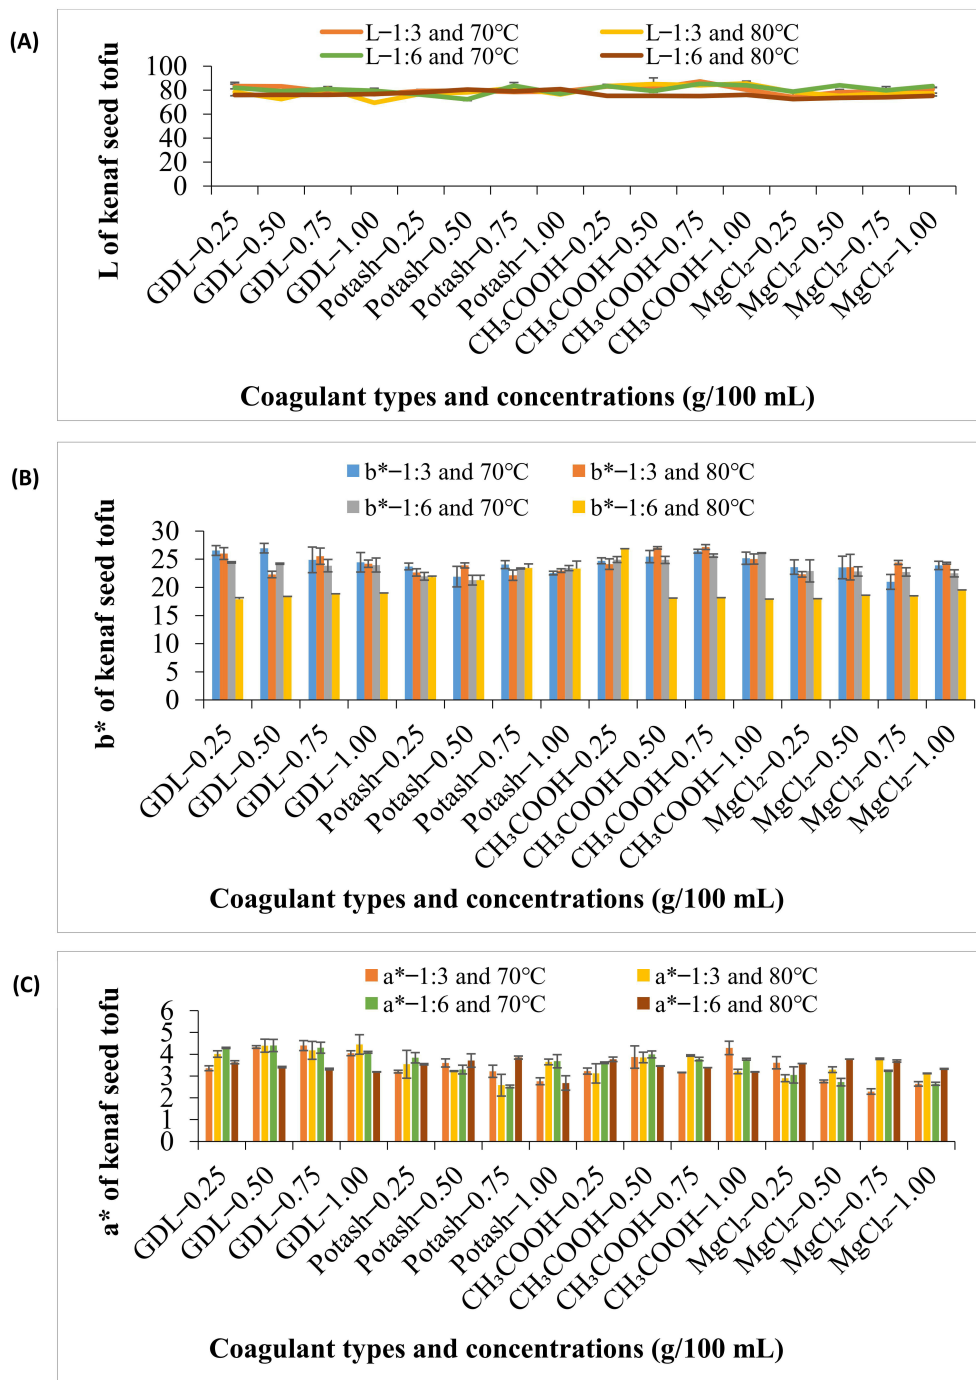 (A)
L−1:3 and 70°C
L−1:3 and 80°C
L−1:6 and 70°C
L−1:6 and 80°C
L of kenaf seed tofu
100
80
60
40
20
0
GDL−0.25
GDL−0.50
GDL−0.75
GDL−1.00
Potash−0.25
Potash−0.50
Potash−0.75
Potash−1.00
CH₃COOH−0.25
CH₃COOH−0.50
CH₃COOH−0.75
CH₃COOH−1.00
MgCl₂−0.25
MgCl₂−0.50
MgCl₂−0.75
MgCl₂−1.00
Coagulant types and concentrations (g/100 mL)
(B)
b*−1:3 and 70°C
b*−1:3 and 80°C
b*−1:6 and 70°C
b*−1:6 and 80°C
b* of kenaf seed tofu
30
25
20
15
10
5
0
GDL−0.25
GDL−0.50
GDL−0.75
GDL−1.00
Potash−0.25
Potash−0.50
Potash−0.75
Potash−1.00
CH₃COOH−0.25
CH₃COOH−0.50
CH₃COOH−0.75
CH₃COOH−1.00
MgCl₂−0.25
MgCl₂−0.50
MgCl₂−0.75
MgCl₂−1.00
Coagulant types and concentrations (g/100 mL)
(C)
a*−1:3 and 70°C
a*−1:3 and 80°C
a*−1:6 and 70°C
a*−1:6 and 80°C
a* of kenaf seed tofu
6
5
4
3
2
1
0
GDL−0.25
GDL−0.50
GDL−0.75
GDL−1.00
Potash−0.25
Potash−0.50
Potash−0.75
Potash−1.00
CH₃COOH−0.25
CH₃COOH−0.50
CH₃COOH−0.75
CH₃COOH−1.00
MgCl₂−0.25
MgCl₂−0.50
MgCl₂−0.75
MgCl₂−1.00
Coagulant types and concentrations (g/100 mL)